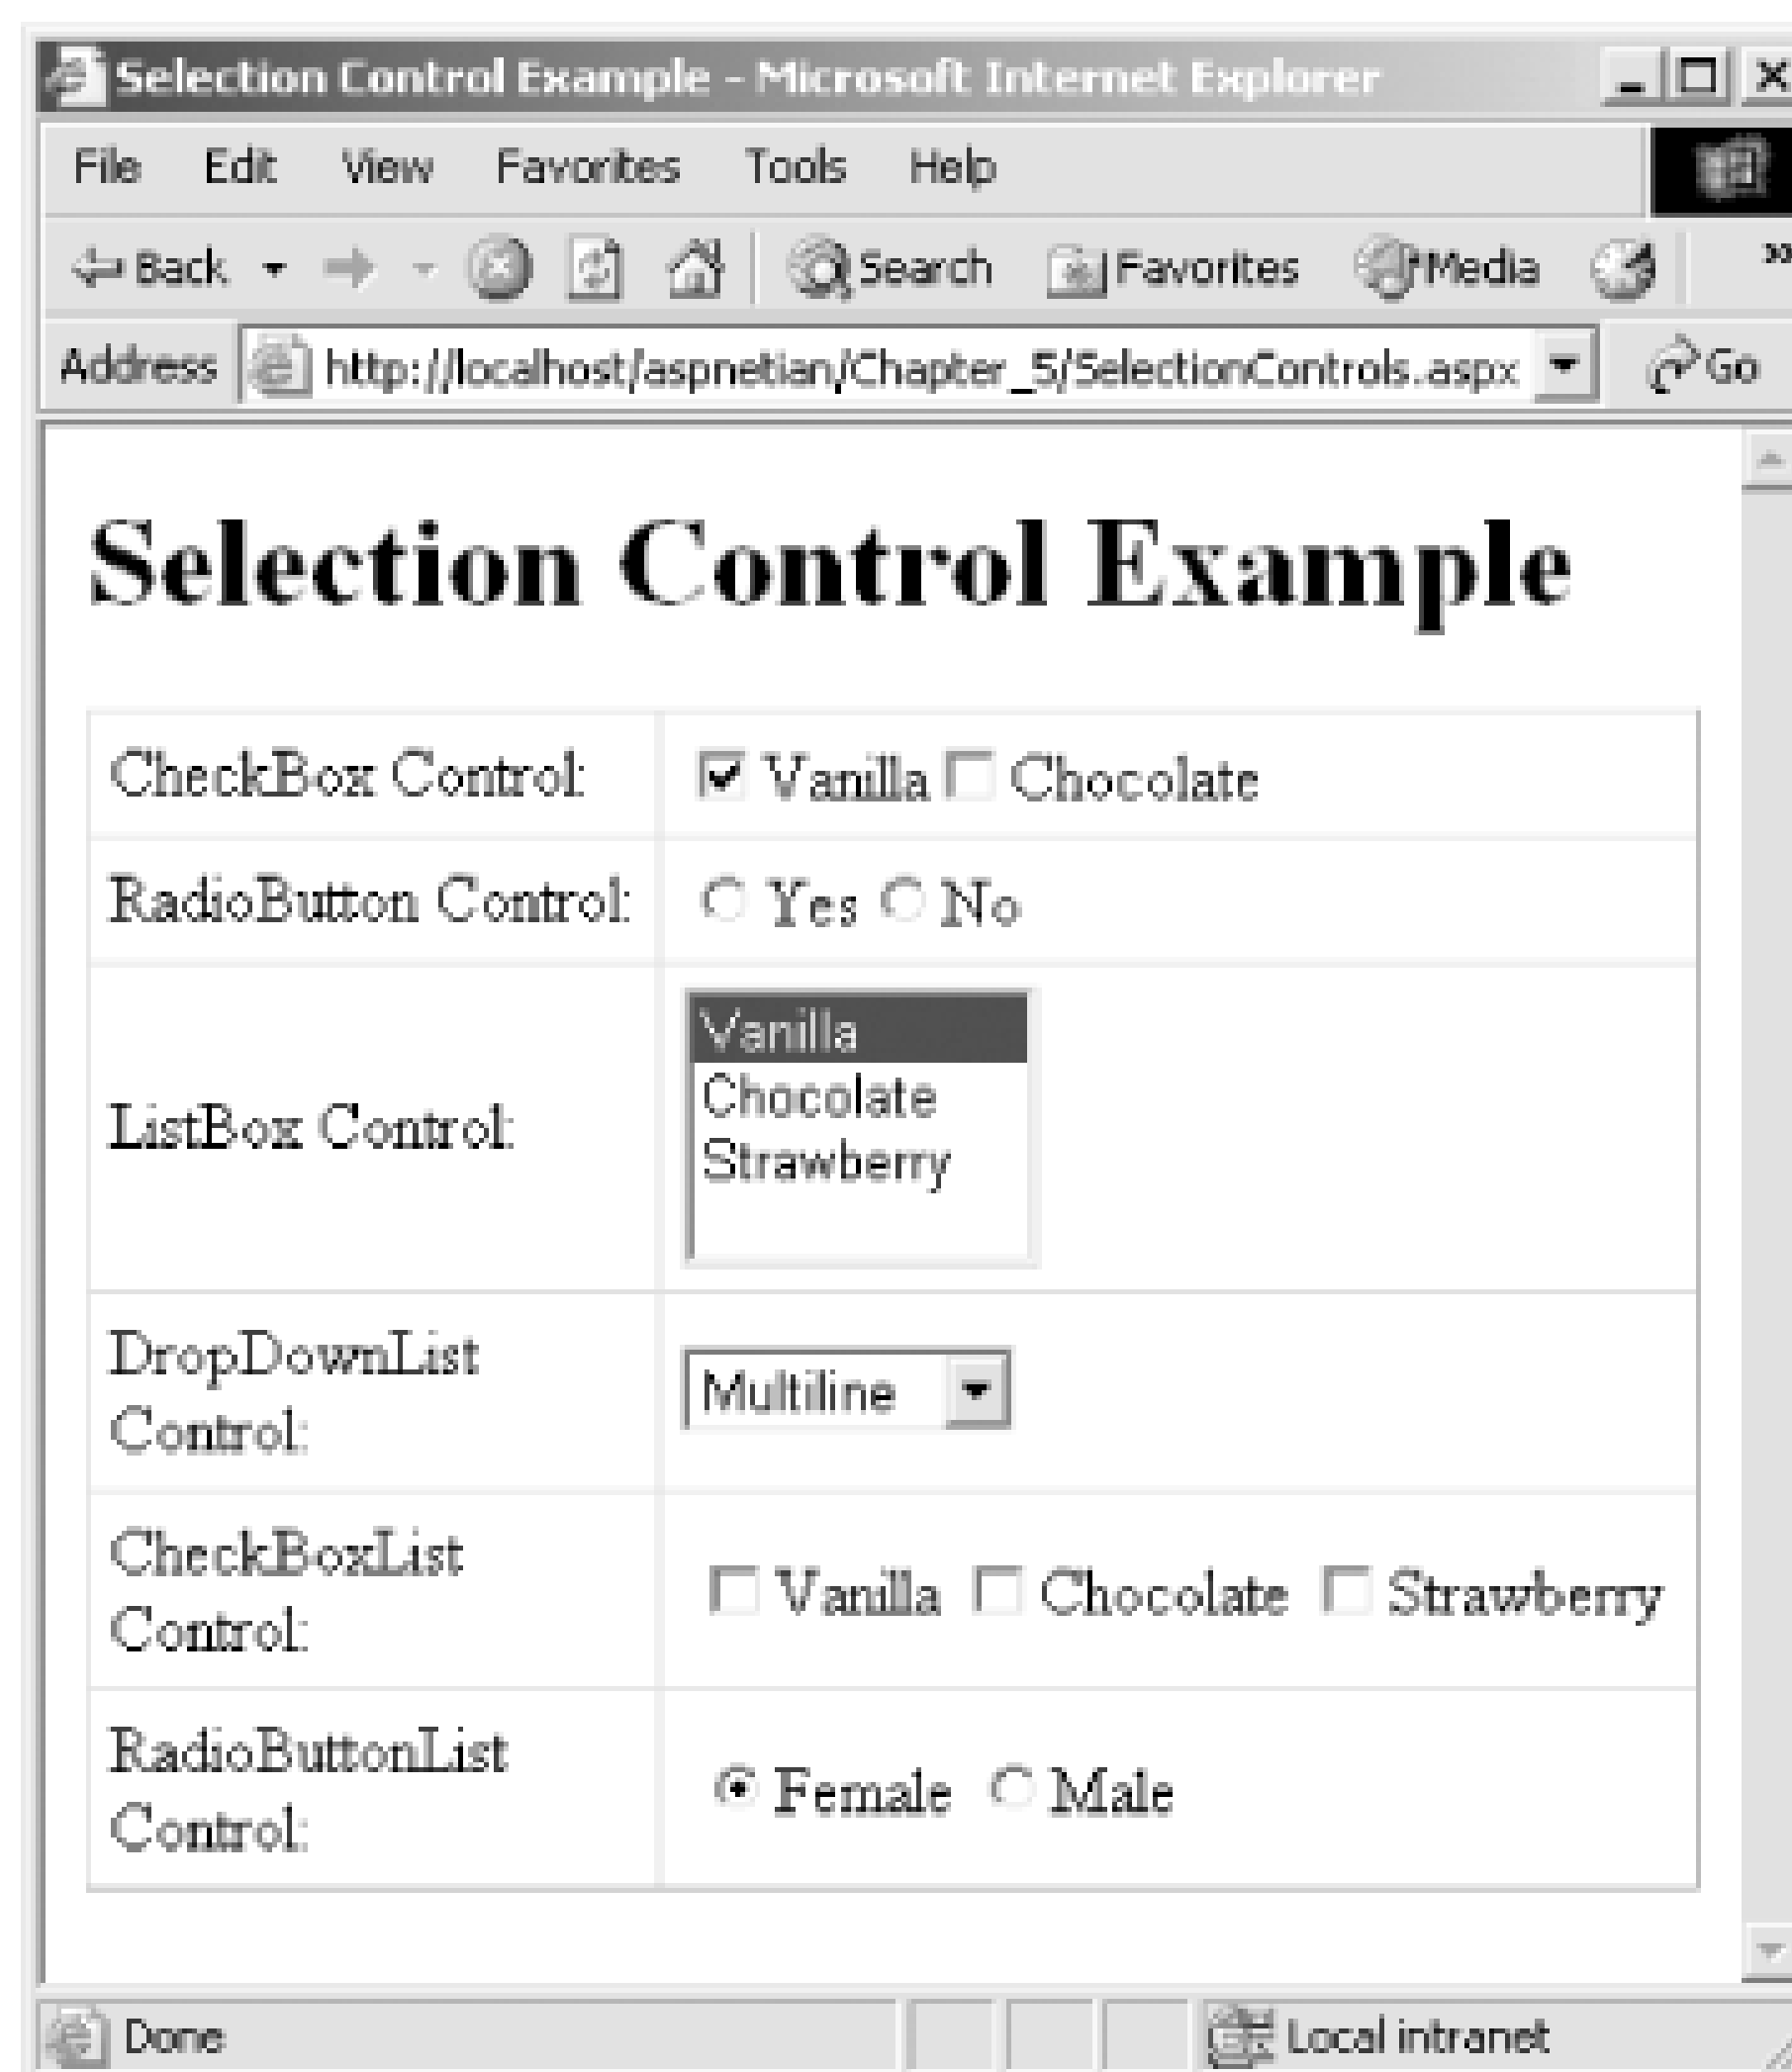 Selection Control Example - Microsoft Internet Explorer
File Edit View Favorites Tools Help
Back Search Favorites Media »
Address http://localhost/aspnetian/Chapter_5/SelectionControls.aspx Go
Selection Control Example
CheckBox Control: Vanilla Chocolate
RadioButton Control: Yes No
ListBox Control:
Vanilla
Chocolate
Strawberry
DropDownList
Control:
Multiline
CheckBoxList
Control:
Vanilla Chocolate Strawberry
RadioButtonList
Control:
Female Male
Done Local intranet